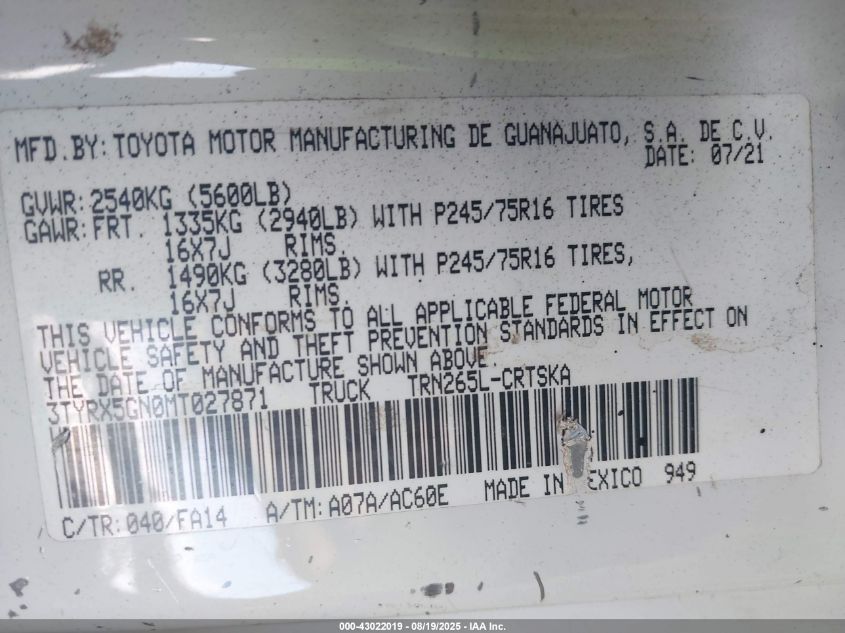 MFD.BY: TOYOTA MOTOR MANUFACTURING DE GUANAJUATO, S.A. DE C.V.
DATE: 07/21
GVWR: 2540KG (5600LB)
GAWR: FRT. 1335KG (2940LB) WITH P245/75R16 TIRES
16X7J RIMS.
RR. 1490KG (3280LB) WITH P245/75R16 TIRES,
16X7J RIMS.
THIS VEHICLE CONFORMS TO ALL APPLICABLE FEDERAL MOTOR
VEHICLE SAFETY AND THEFT PREVENTION STANDARDS IN EFFECT ON
THE DATE OF MANUFACTURE SHOWN ABOVE.
3TYRX5GN0MT027871 TRUCK TRN265L-CRTSKA
C/TR: 040/FA14 A/TM: A07A/AC60E MADE IN EXICO 949
000-43022019 - 08/19/2025 - IAA Inc.